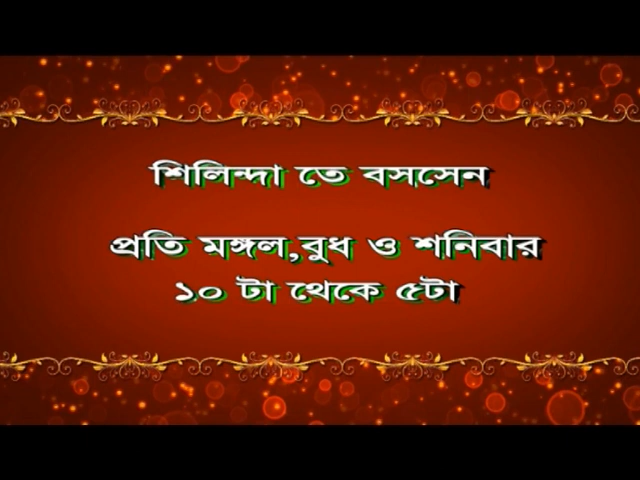 শিলিন্দা তে বসসেন
প্রতি মঙ্গল,বুধ ও শনিবার
১০ টা থেকে ৫টা